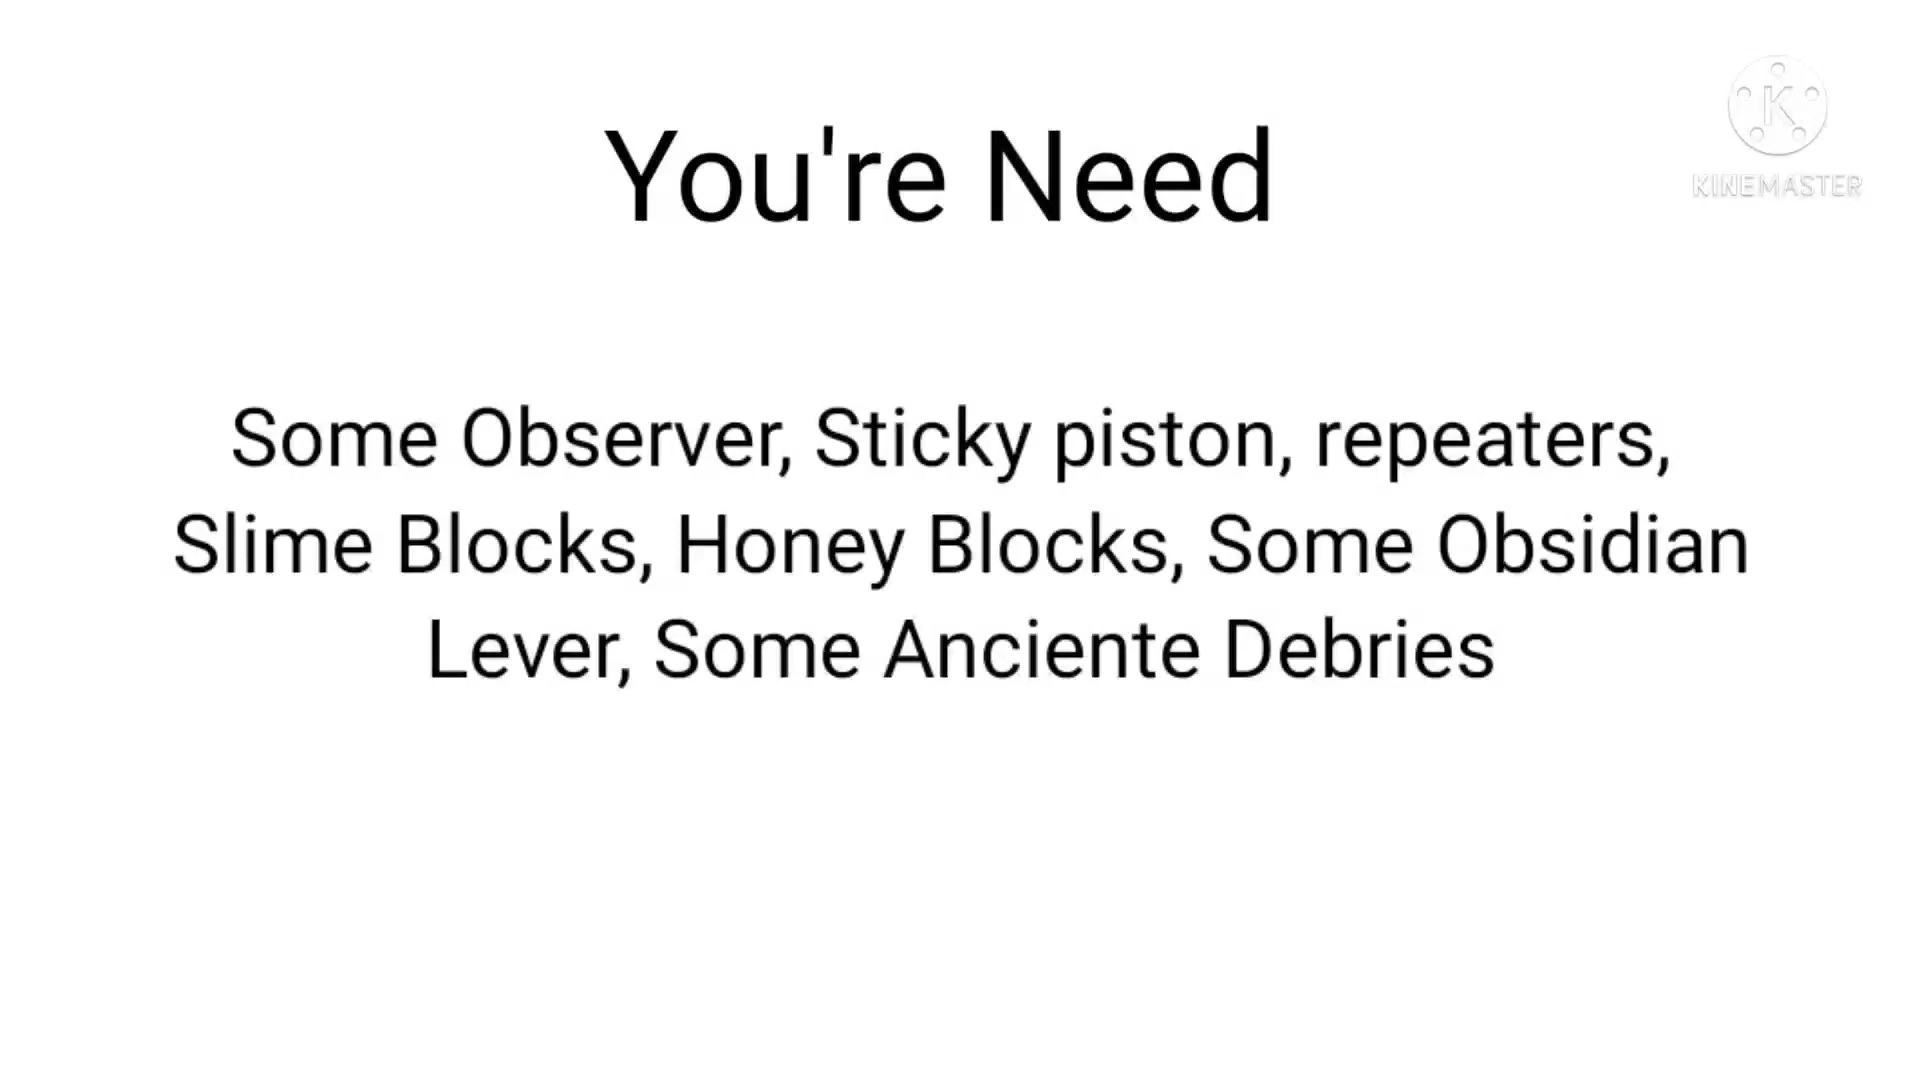 You're Need
K
KINEMASTER
Some Observer, Sticky piston, repeaters,
Slime Blocks, Honey Blocks, Some Obsidian
Lever, Some Anciente Debries